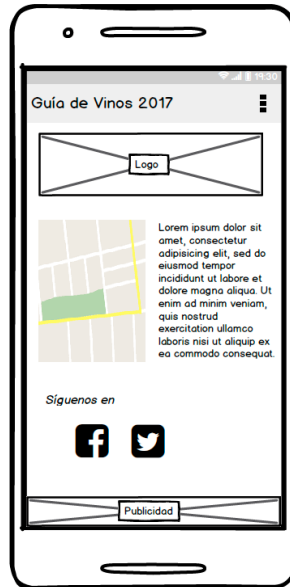 19:30
Guía de Vinos 2017
Logo
Lorem ipsum dolor sit
amet, consectetur
adipisicing elit, sed do
eiusmod tempor
incididunt ut labore et
dolore magna aliqua. Ut
enim ad minim veniam,
quis nostrud
exercitation ullamco
laboris nisi ut aliquip ex
ea commodo consequat.
Síguenos en
Publicidad